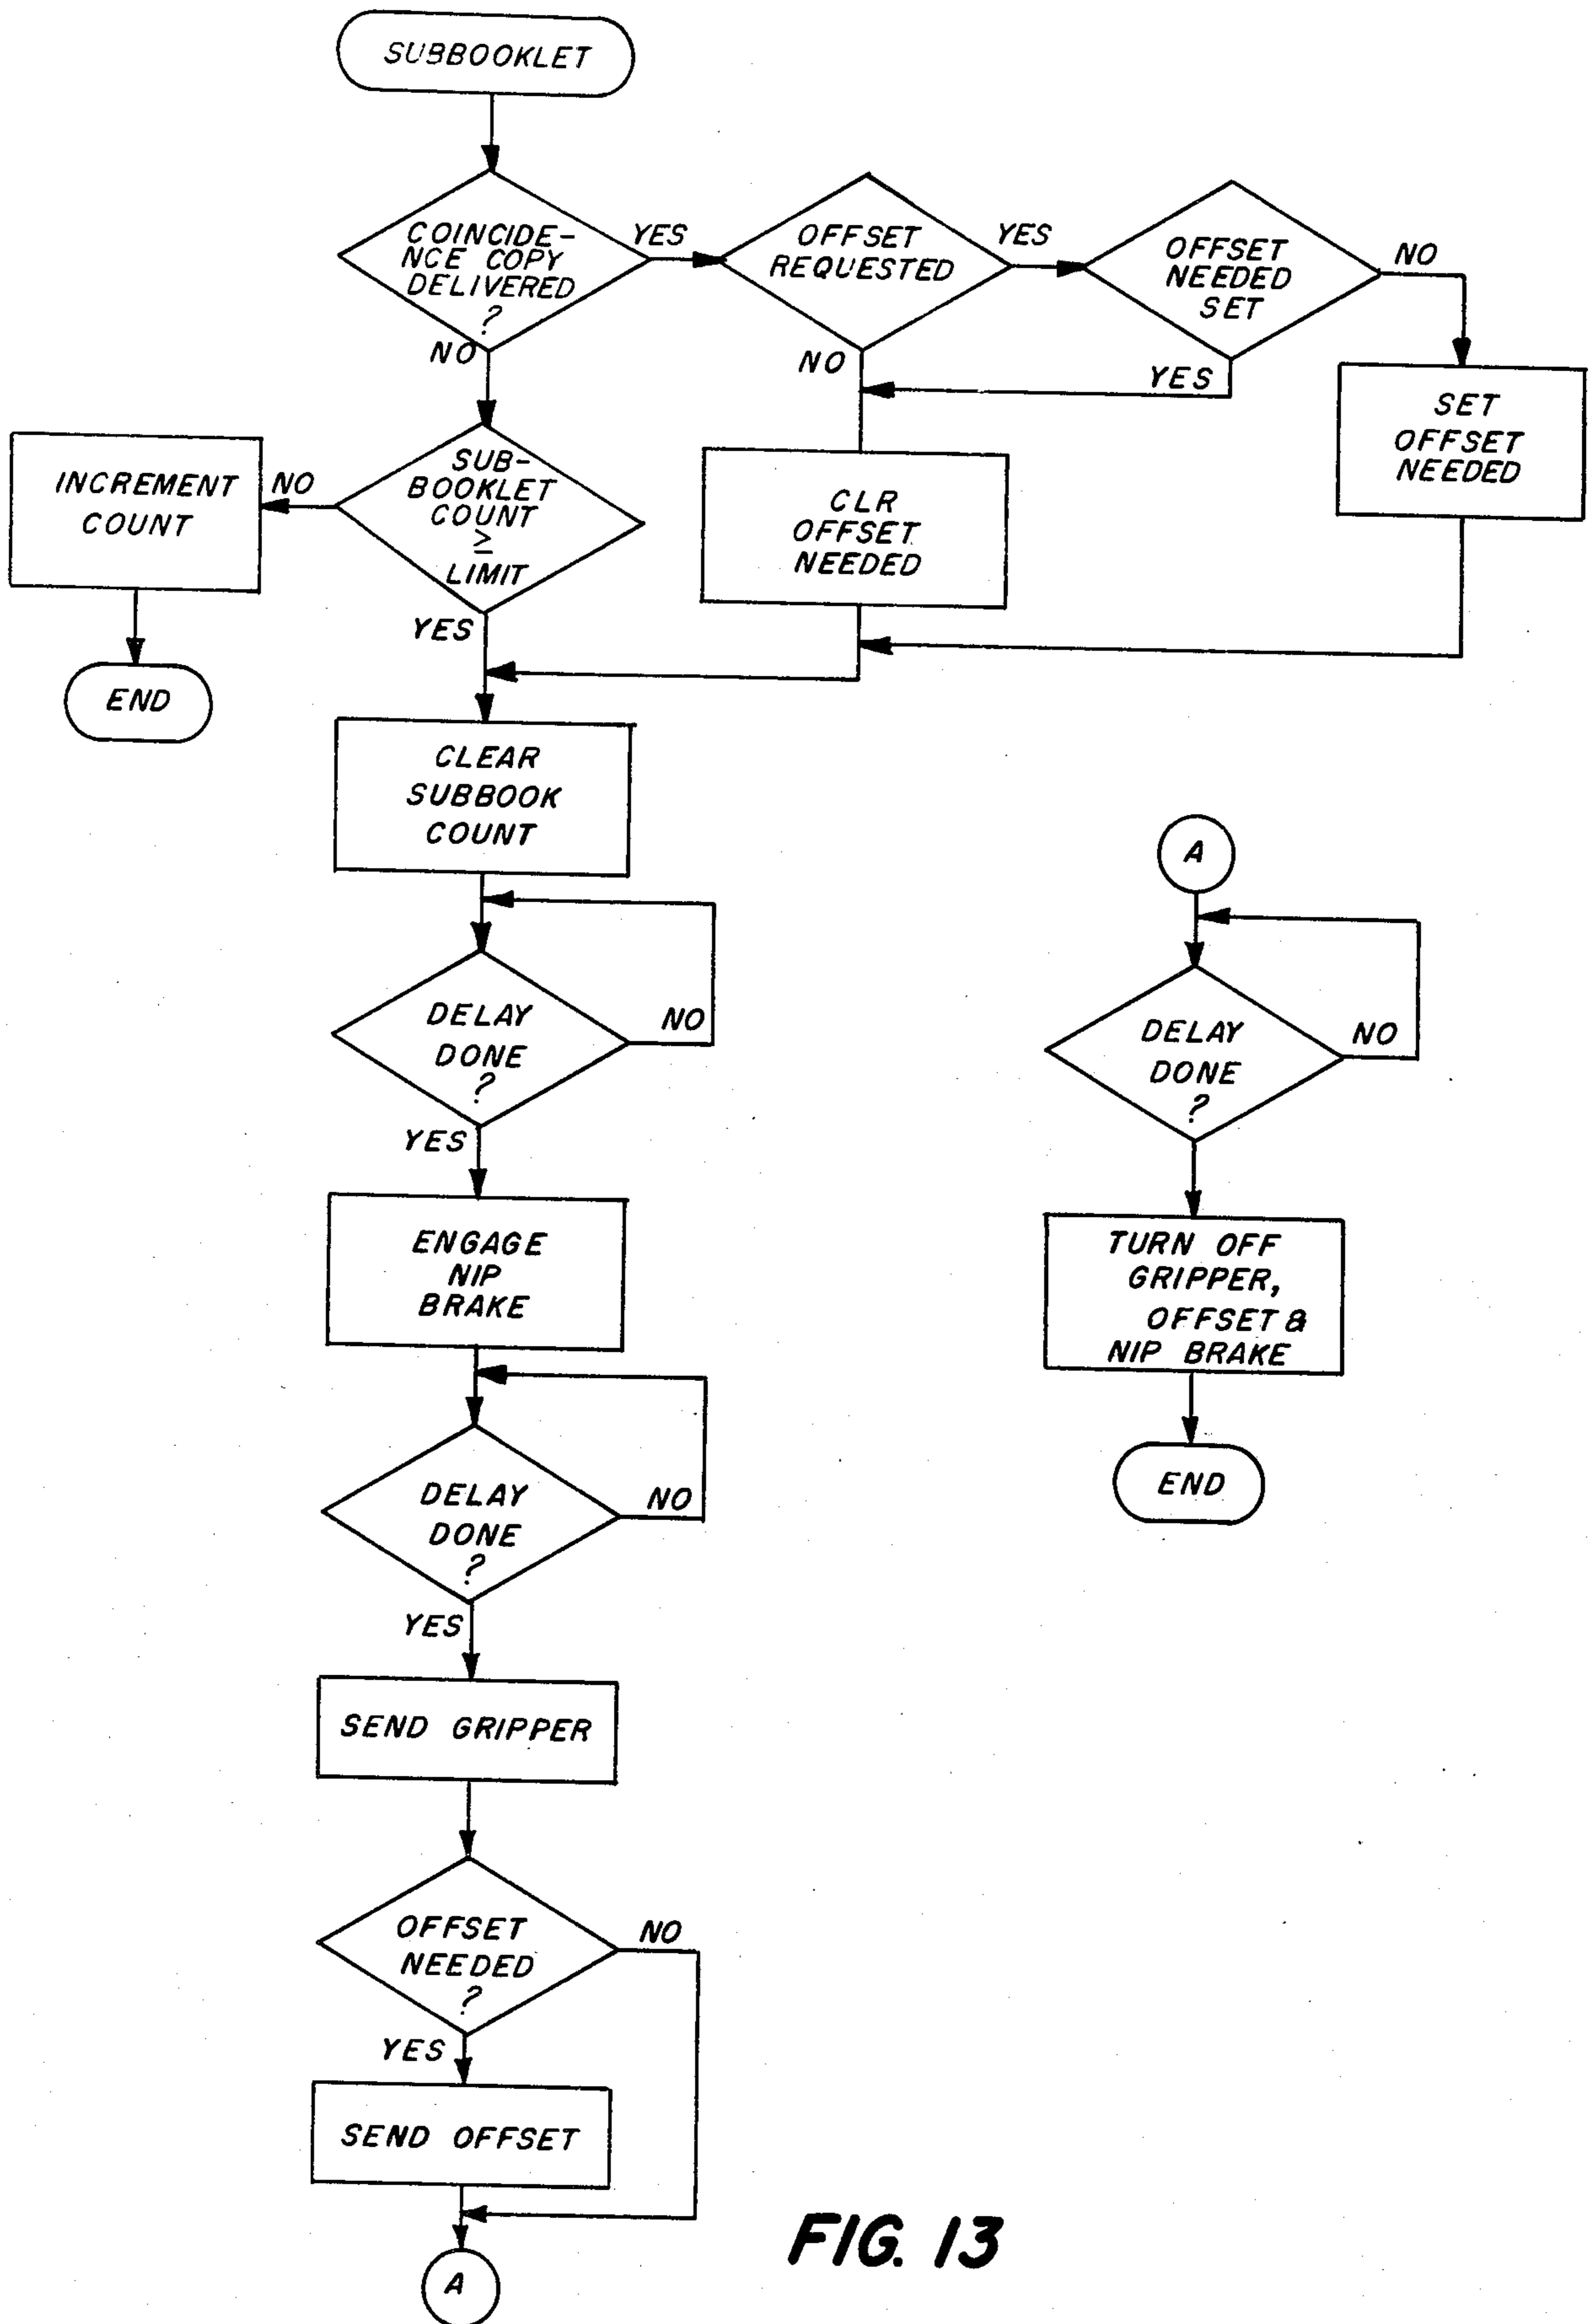 SUBBOOKLET
COINCIDE-
NCE COPY
DELIVERED
?
YES
NO
OFFSET
REQUESTED
YES
NO
OFFSET
NEEDED
SET
NO
YES
SET
OFFSET
NEEDED
CLR
OFFSET
NEEDED
SUB-
BOOKLET
COUNT
≥
LIMIT
NO
YES
INCREMENT
COUNT
END
CLEAR
SUBBOOK
COUNT
DELAY
DONE
?
NO
YES
ENGAGE
NIP
BRAKE
DELAY
DONE
?
NO
YES
SEND GRIPPER
OFFSET
NEEDED
?
NO
YES
SEND OFFSET
A
A
DELAY
DONE
?
NO
TURN OFF
GRIPPER,
OFFSET &
NIP BRAKE
END
FIG. 13